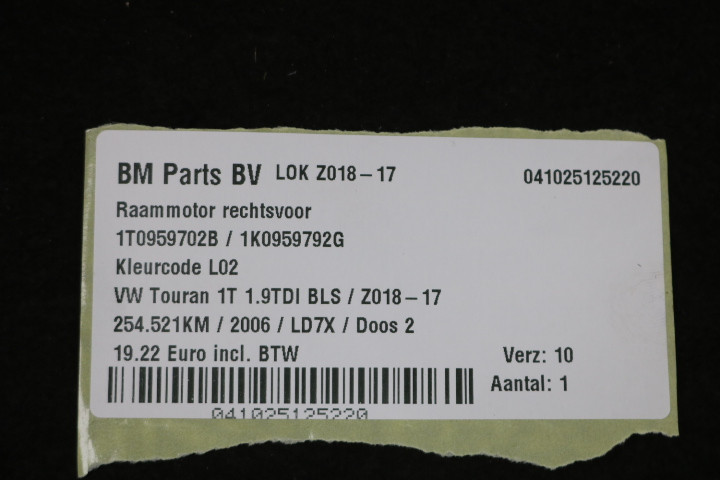 BM Parts BV LOK Z018-17 041025125220
Raammotor rechtsvoor
1T0959702B / 1K0959792G
Kleurcode L02
VW Touran 1T 1.9TDI BLS / Z018-17
254.521KM / 2006 / LD7X / Doos 2
19.22 Euro incl. BTW Verz: 10
Aantal: 1
041025125220